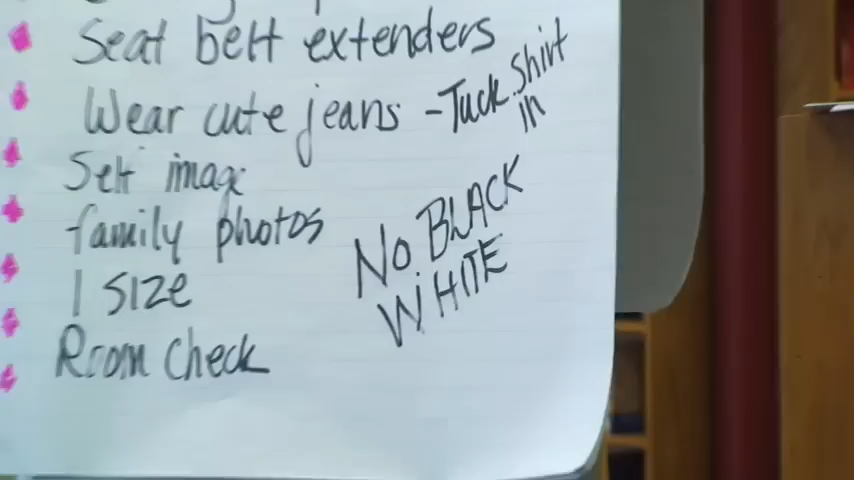 Seat belt extenders
Wear cute jeans - Tuck Shirt in
Self image
family photos
NO BLACK
WHITE
1 SIZE
Room check